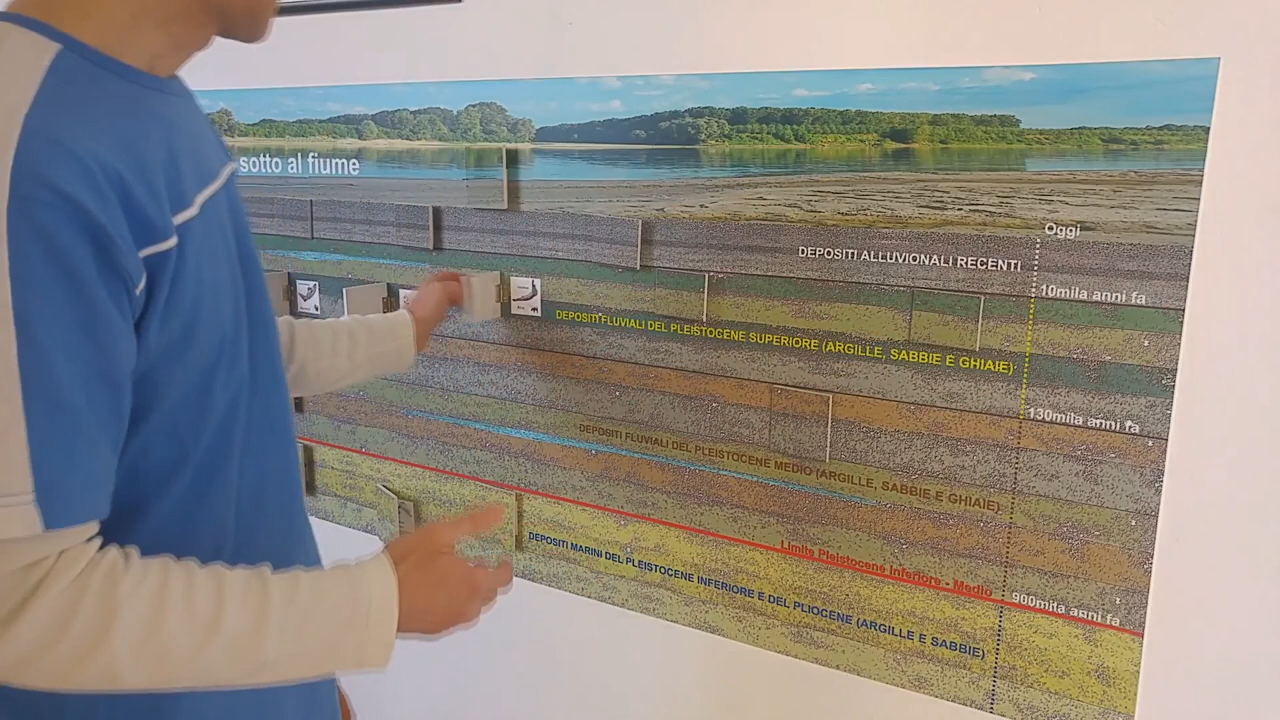 sotto al fiume
Oggi
DEPOSITI ALLUVIONALI RECENTI
10mila anni fa
DEPOSITI FLUVIALI DEL PLEISTOCENE SUPERIORE (ARGILLE, SABBIE E GHIAIE)
130mila anni fa
DEPOSITI FLUVIALI DEL PLEISTOCENE MEDIO (ARGILLE, SABBIE E GHIAIE)
Limite Pleistocene Inferiore - Medio
900mila anni fa
DEPOSITI MARINI DEL PLEISTOCENE INFERIORE E DEL PLIOCENE (ARGILLE E SABBIE)